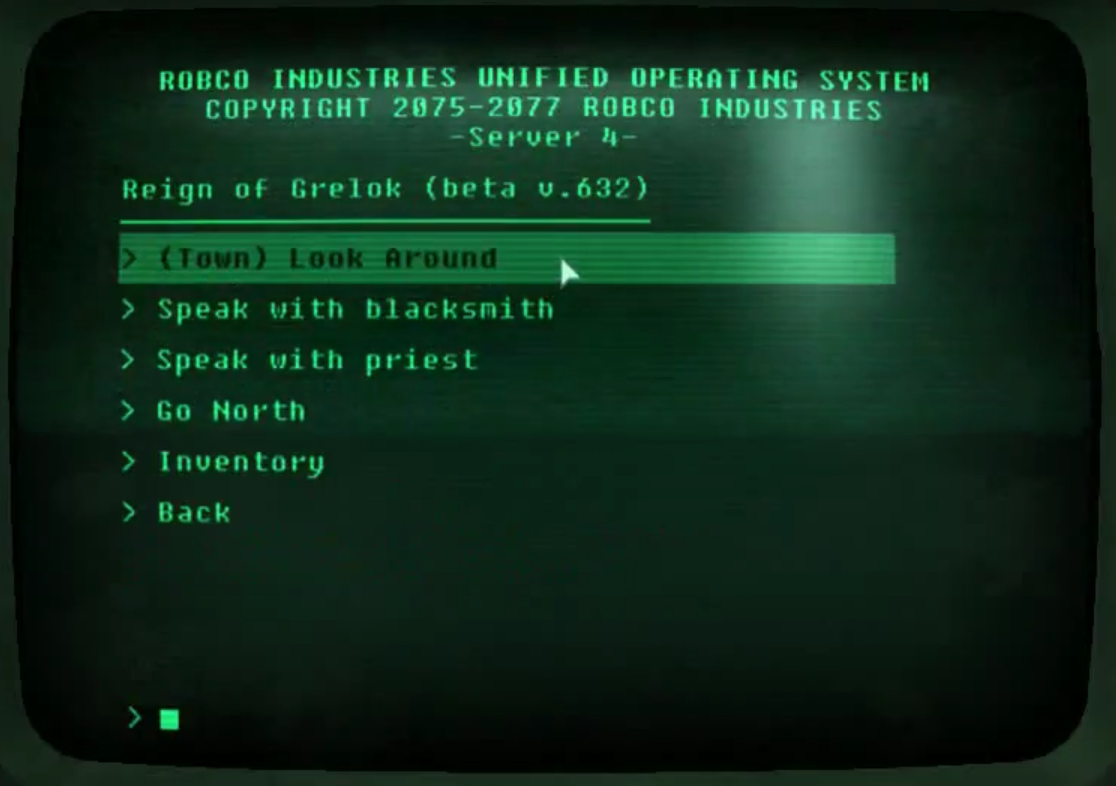 ROBCO INDUSTRIES UNIFIED OPERATING SYSTEM
COPYRIGHT 2075-2077 ROBCO INDUSTRIES
-Server 4-
Reign of Grelok (beta v.632)
> (Town) Look Around
> Speak with blacksmith
> Speak with priest
> Go North
> Inventory
> Back
>